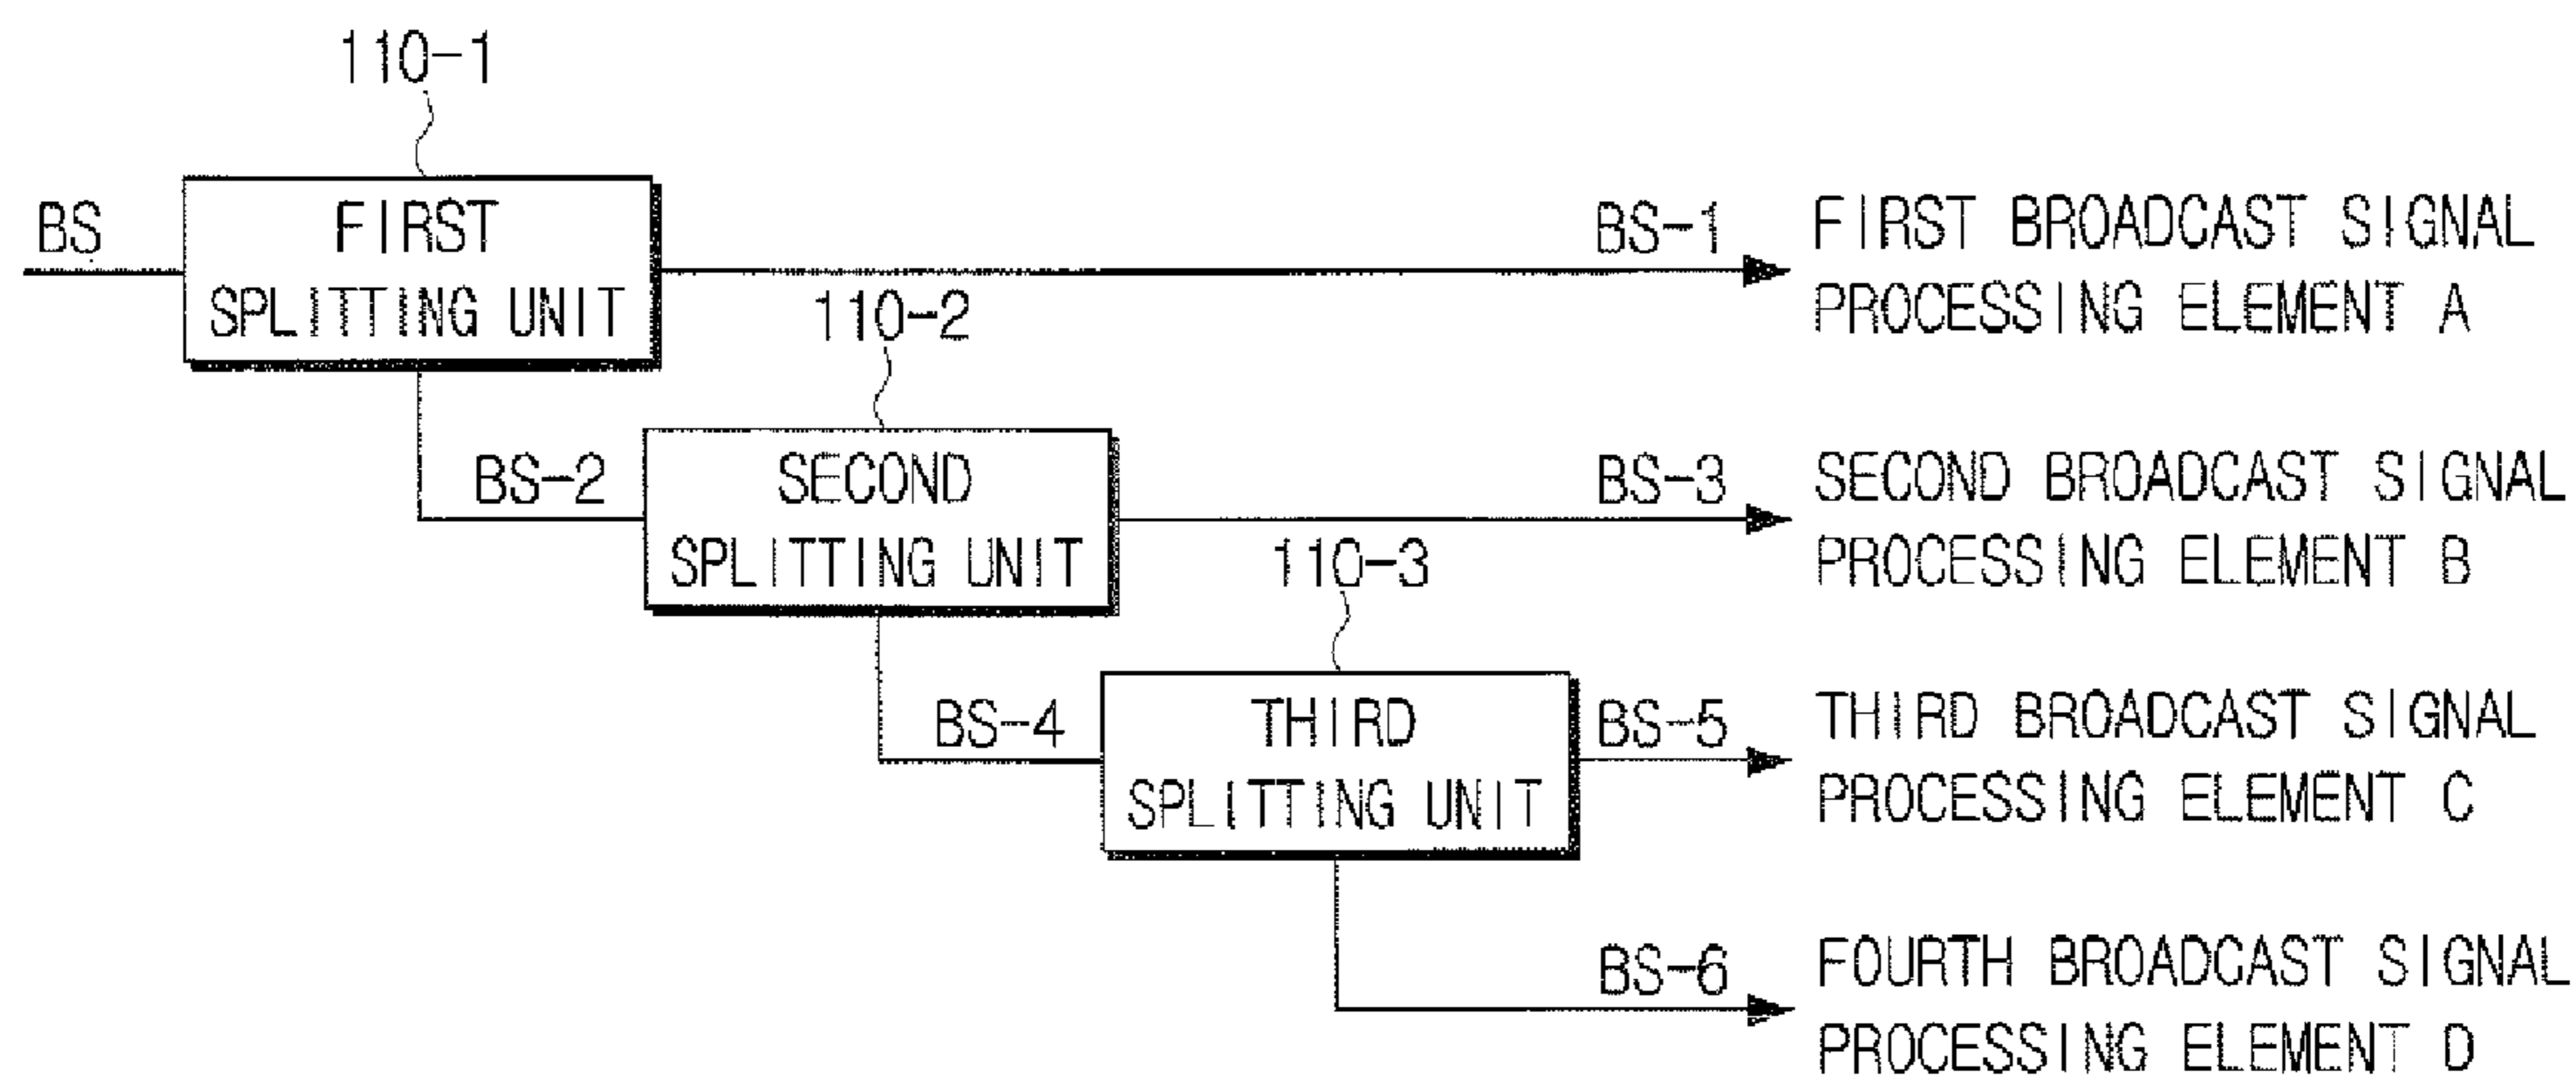 110-1
BS
FIRST
SPLITTING UNIT
BS-1
FIRST BROADCAST SIGNAL
PROCESSING ELEMENT A
110-2
BS-2
SECOND
SPLITTING UNIT
BS-3
SECOND BROADCAST SIGNAL
PROCESSING ELEMENT B
110-3
BS-4
THIRD
SPLITTING UNIT
BS-5
THIRD BROADCAST SIGNAL
PROCESSING ELEMENT C
BS-6
FOURTH BROADCAST SIGNAL
PROCESSING ELEMENT D